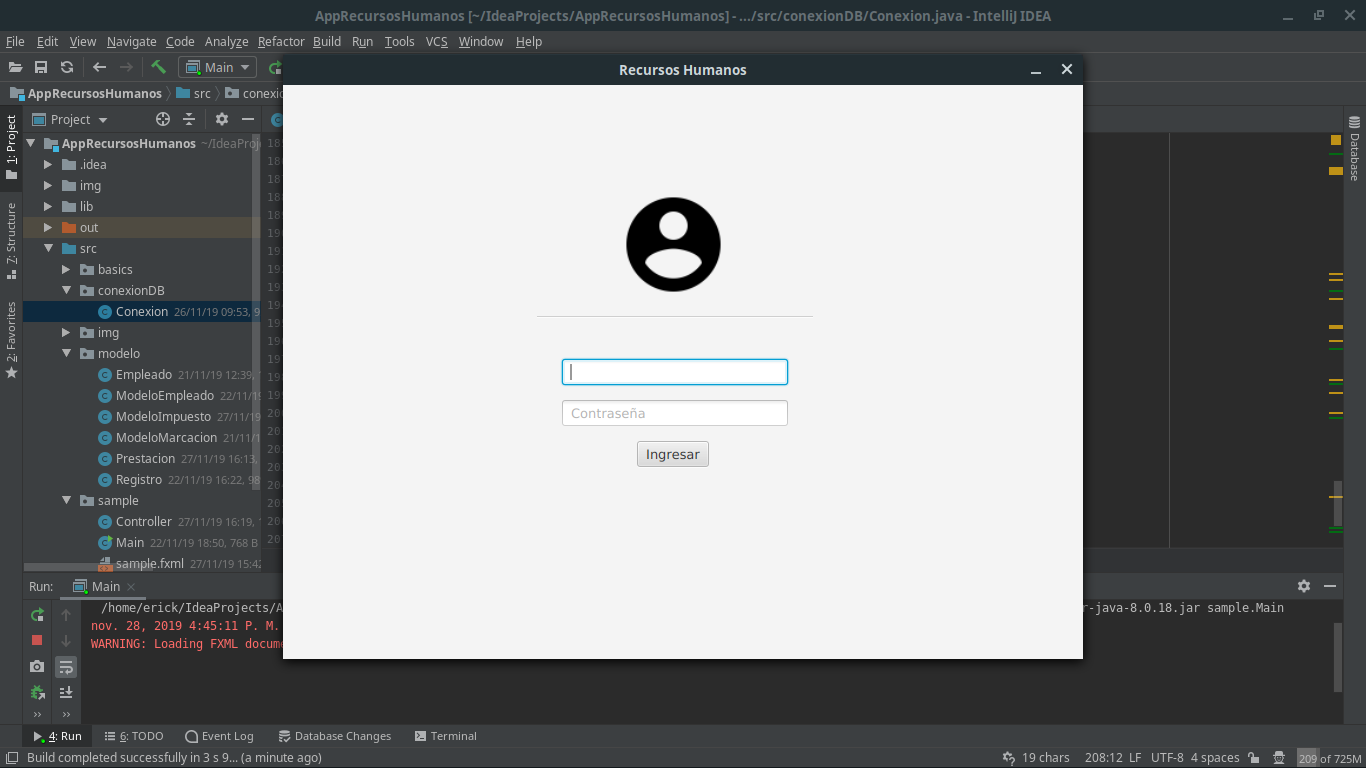 AppRecursosHumanos [~/IdeaProjects/AppRecursosHumanos] - .../src/conexionDB/Conexion.java - IntelliJ IDEA
File Edit View Navigate Code Analyze Refactor Build Run Tools VCS Window Help
Main
Recursos Humanos
AppRecursosHumanos src
Project
AppRecursosHumanos
.idea
img
lib
out
src
basics
conexionDB
Conexion 26/11/19 09:53, 9
img
modelo
Empleado 21/11/19 12:39,
ModeloEmpleado 22/11/19
ModeloImpuesto 27/11/19
ModeloMarcacion 21/11/1
Prestacion 27/11/19 16:13,
Registro 22/11/19 16:22, 98
sample
Controller 27/11/19 16:19,
Main 22/11/19 18:50, 768 B
sample.fxml 27/11/19 15:42
1: Project
7: Structure
2: Favorites
Database
Contraseña
Ingresar
Run: Main
/home/erick/IdeaProjects/A
r-java-8.0.18.jar sample.Main
nov. 28, 2019 4:45:11 P. M.
WARNING: Loading FXML docum
4: Run 6: TODO Event Log Database Changes Terminal
Build completed successfully in 3 s 9... (a minute ago) 19 chars 208:12 LF UTF-8 4 spaces 209 of 725M